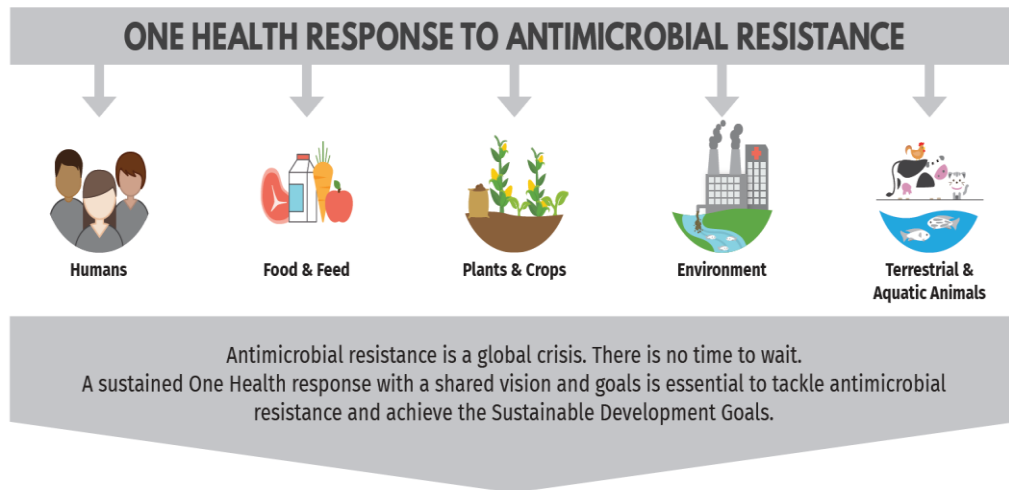 ONE HEALTH RESPONSE TO ANTIMICROBIAL RESISTANCE
Humans
Food & Feed
Plants & Crops
Environment
Terrestrial &
Aquatic Animals
Antimicrobial resistance is a global crisis. There is no time to wait.
A sustained One Health response with a shared vision and goals is essential to tackle antimicrobial
resistance and achieve the Sustainable Development Goals.